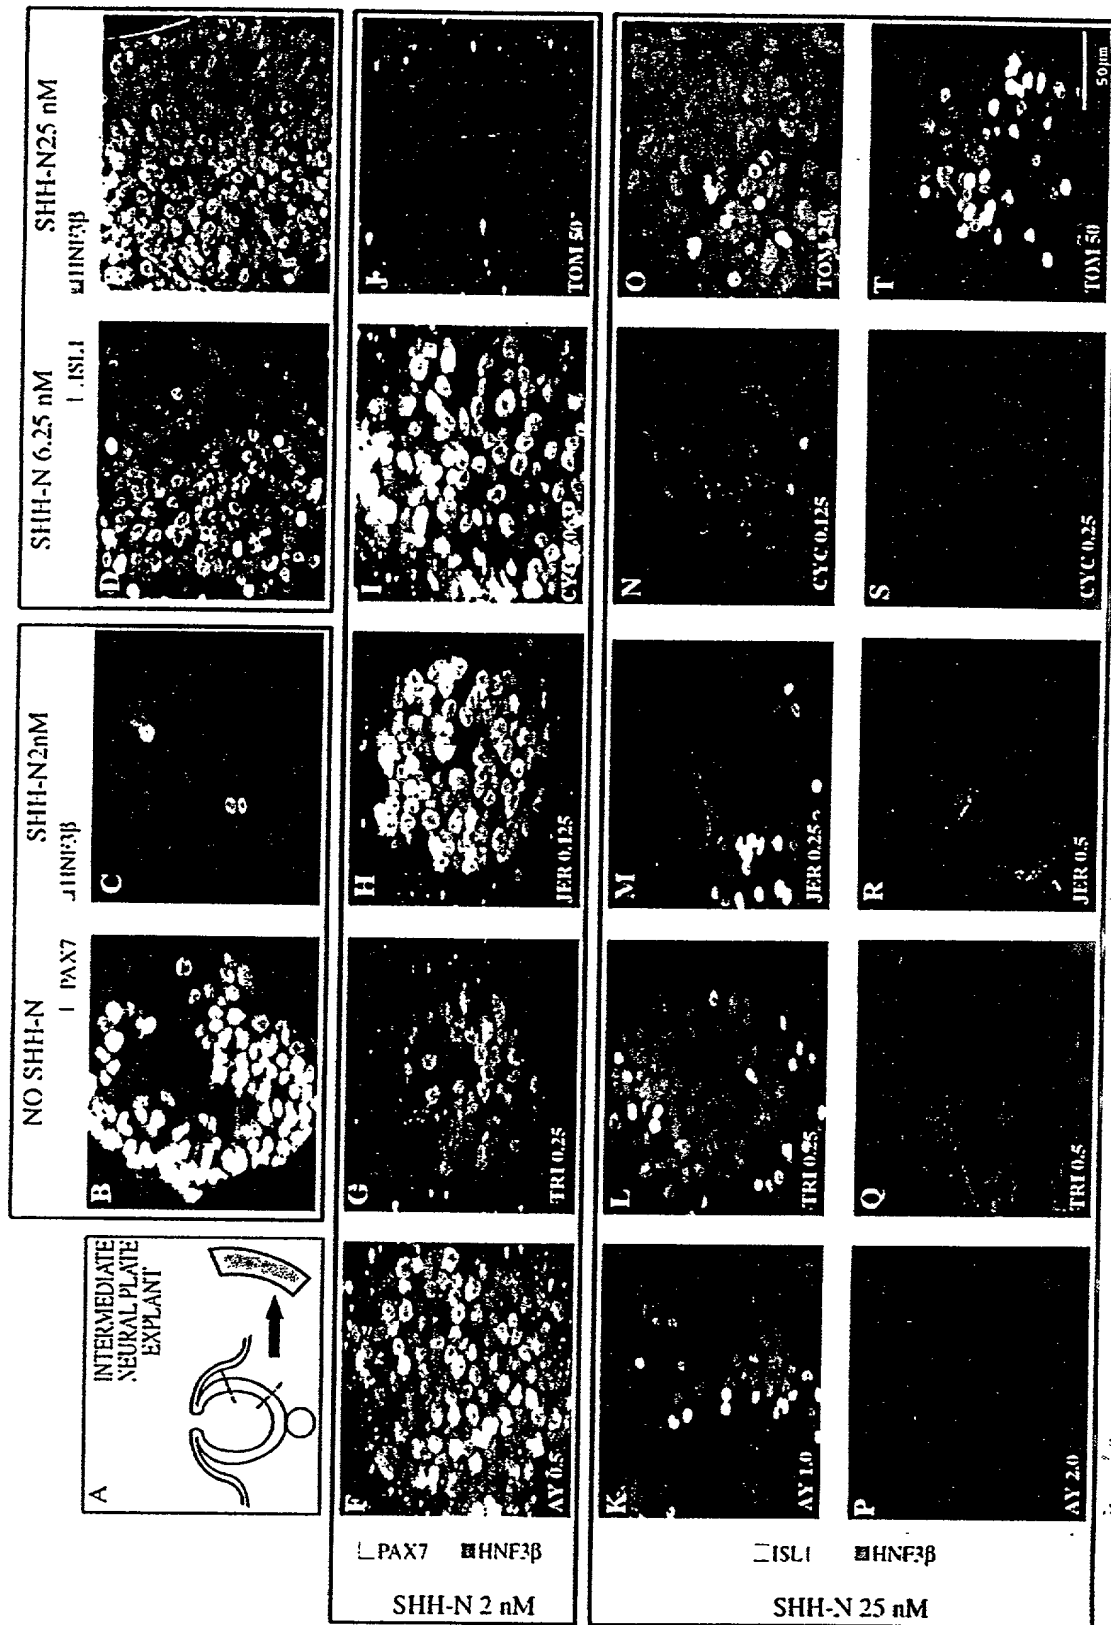 A
INTERMEDIATE
NEURAL PLATE
EXPLANT
NO SHH-N
SHH-N2nM
PAX7
HNF3β
B
C
SHH-N 6.25 nM
SHH-N25 nM
ISL1
HNF3β
D
PAX7
HNF3β
SHH-N 2 nM
F
AY 0.5
G
TRI 0.25
H
JER 0.125
I
J
TOM 50
ISL1
HNF3β
SHH-N 25 nM
K
AY 1.0
L
TRI 0.25
M
JER 0.25
N
CYC 0.125
O
P
AY 2.0
Q
TRI 0.5
R
JER 0.5
S
CYC 0.25
T
TOM 50
50µm